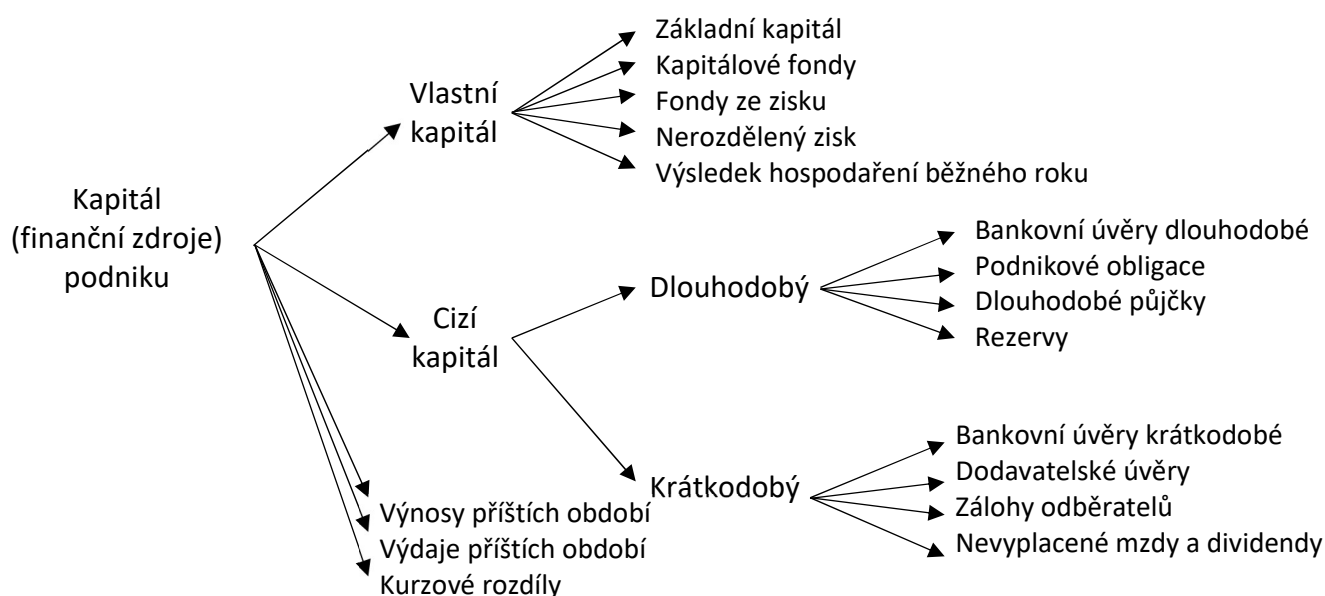 Kapitál
(finanční zdroje)
podniku
Vlastní
kapitál
Základní kapitál
Kapitálové fondy
Fondy ze zisku
Nerozdělený zisk
Výsledek hospodaření běžného roku
Cizí
kapitál
Dlouhodobý
Bankovní úvěry dlouhodobé
Podnikové obligace
Dlouhodobé půjčky
Rezervy
Krátkodobý
Bankovní úvěry krátkodobé
Dodavatelské úvěry
Zálohy odběratelů
Nevyplacené mzdy a dividendy
Výnosy příštích období
Výdaje příštích období
Kurzové rozdíly